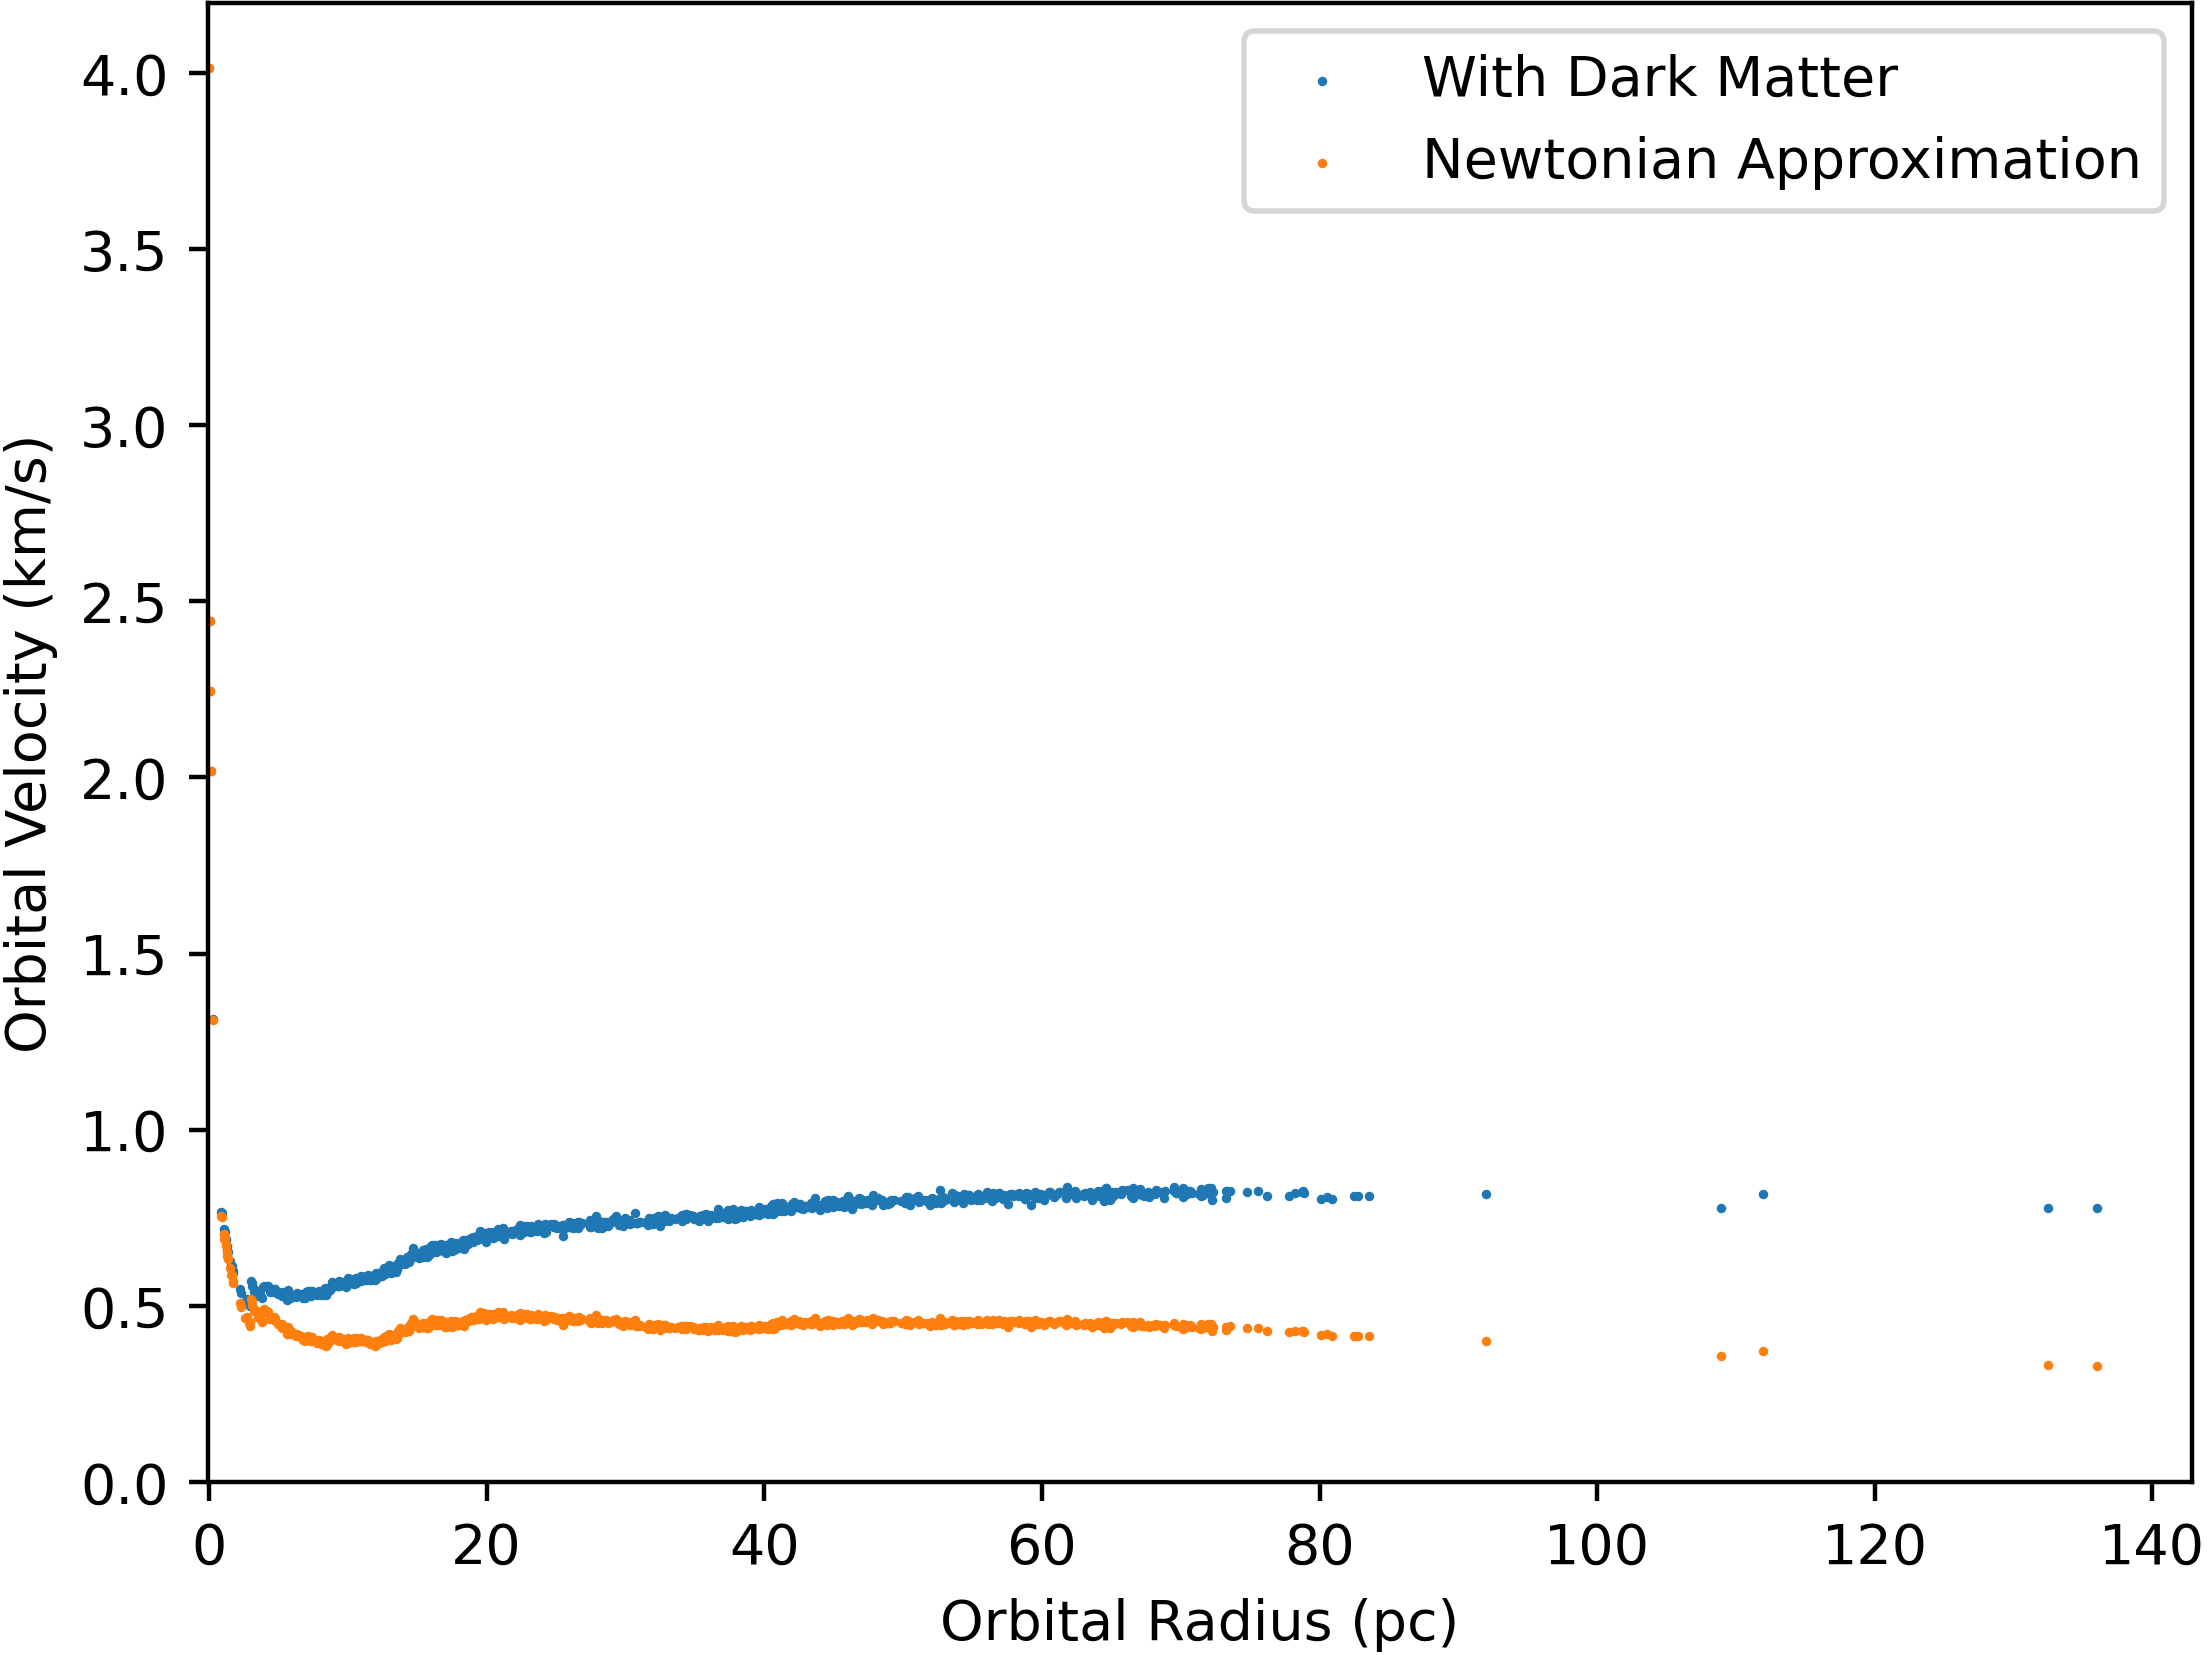 With Dark Matter
Newtonian Approximation
4.0
3.5
3.0
2.5
2.0
1.5
1.0
0.5
0.0
Orbital Velocity (km/s)
0 20 40 60 80 100 120 140
Orbital Radius (pc)